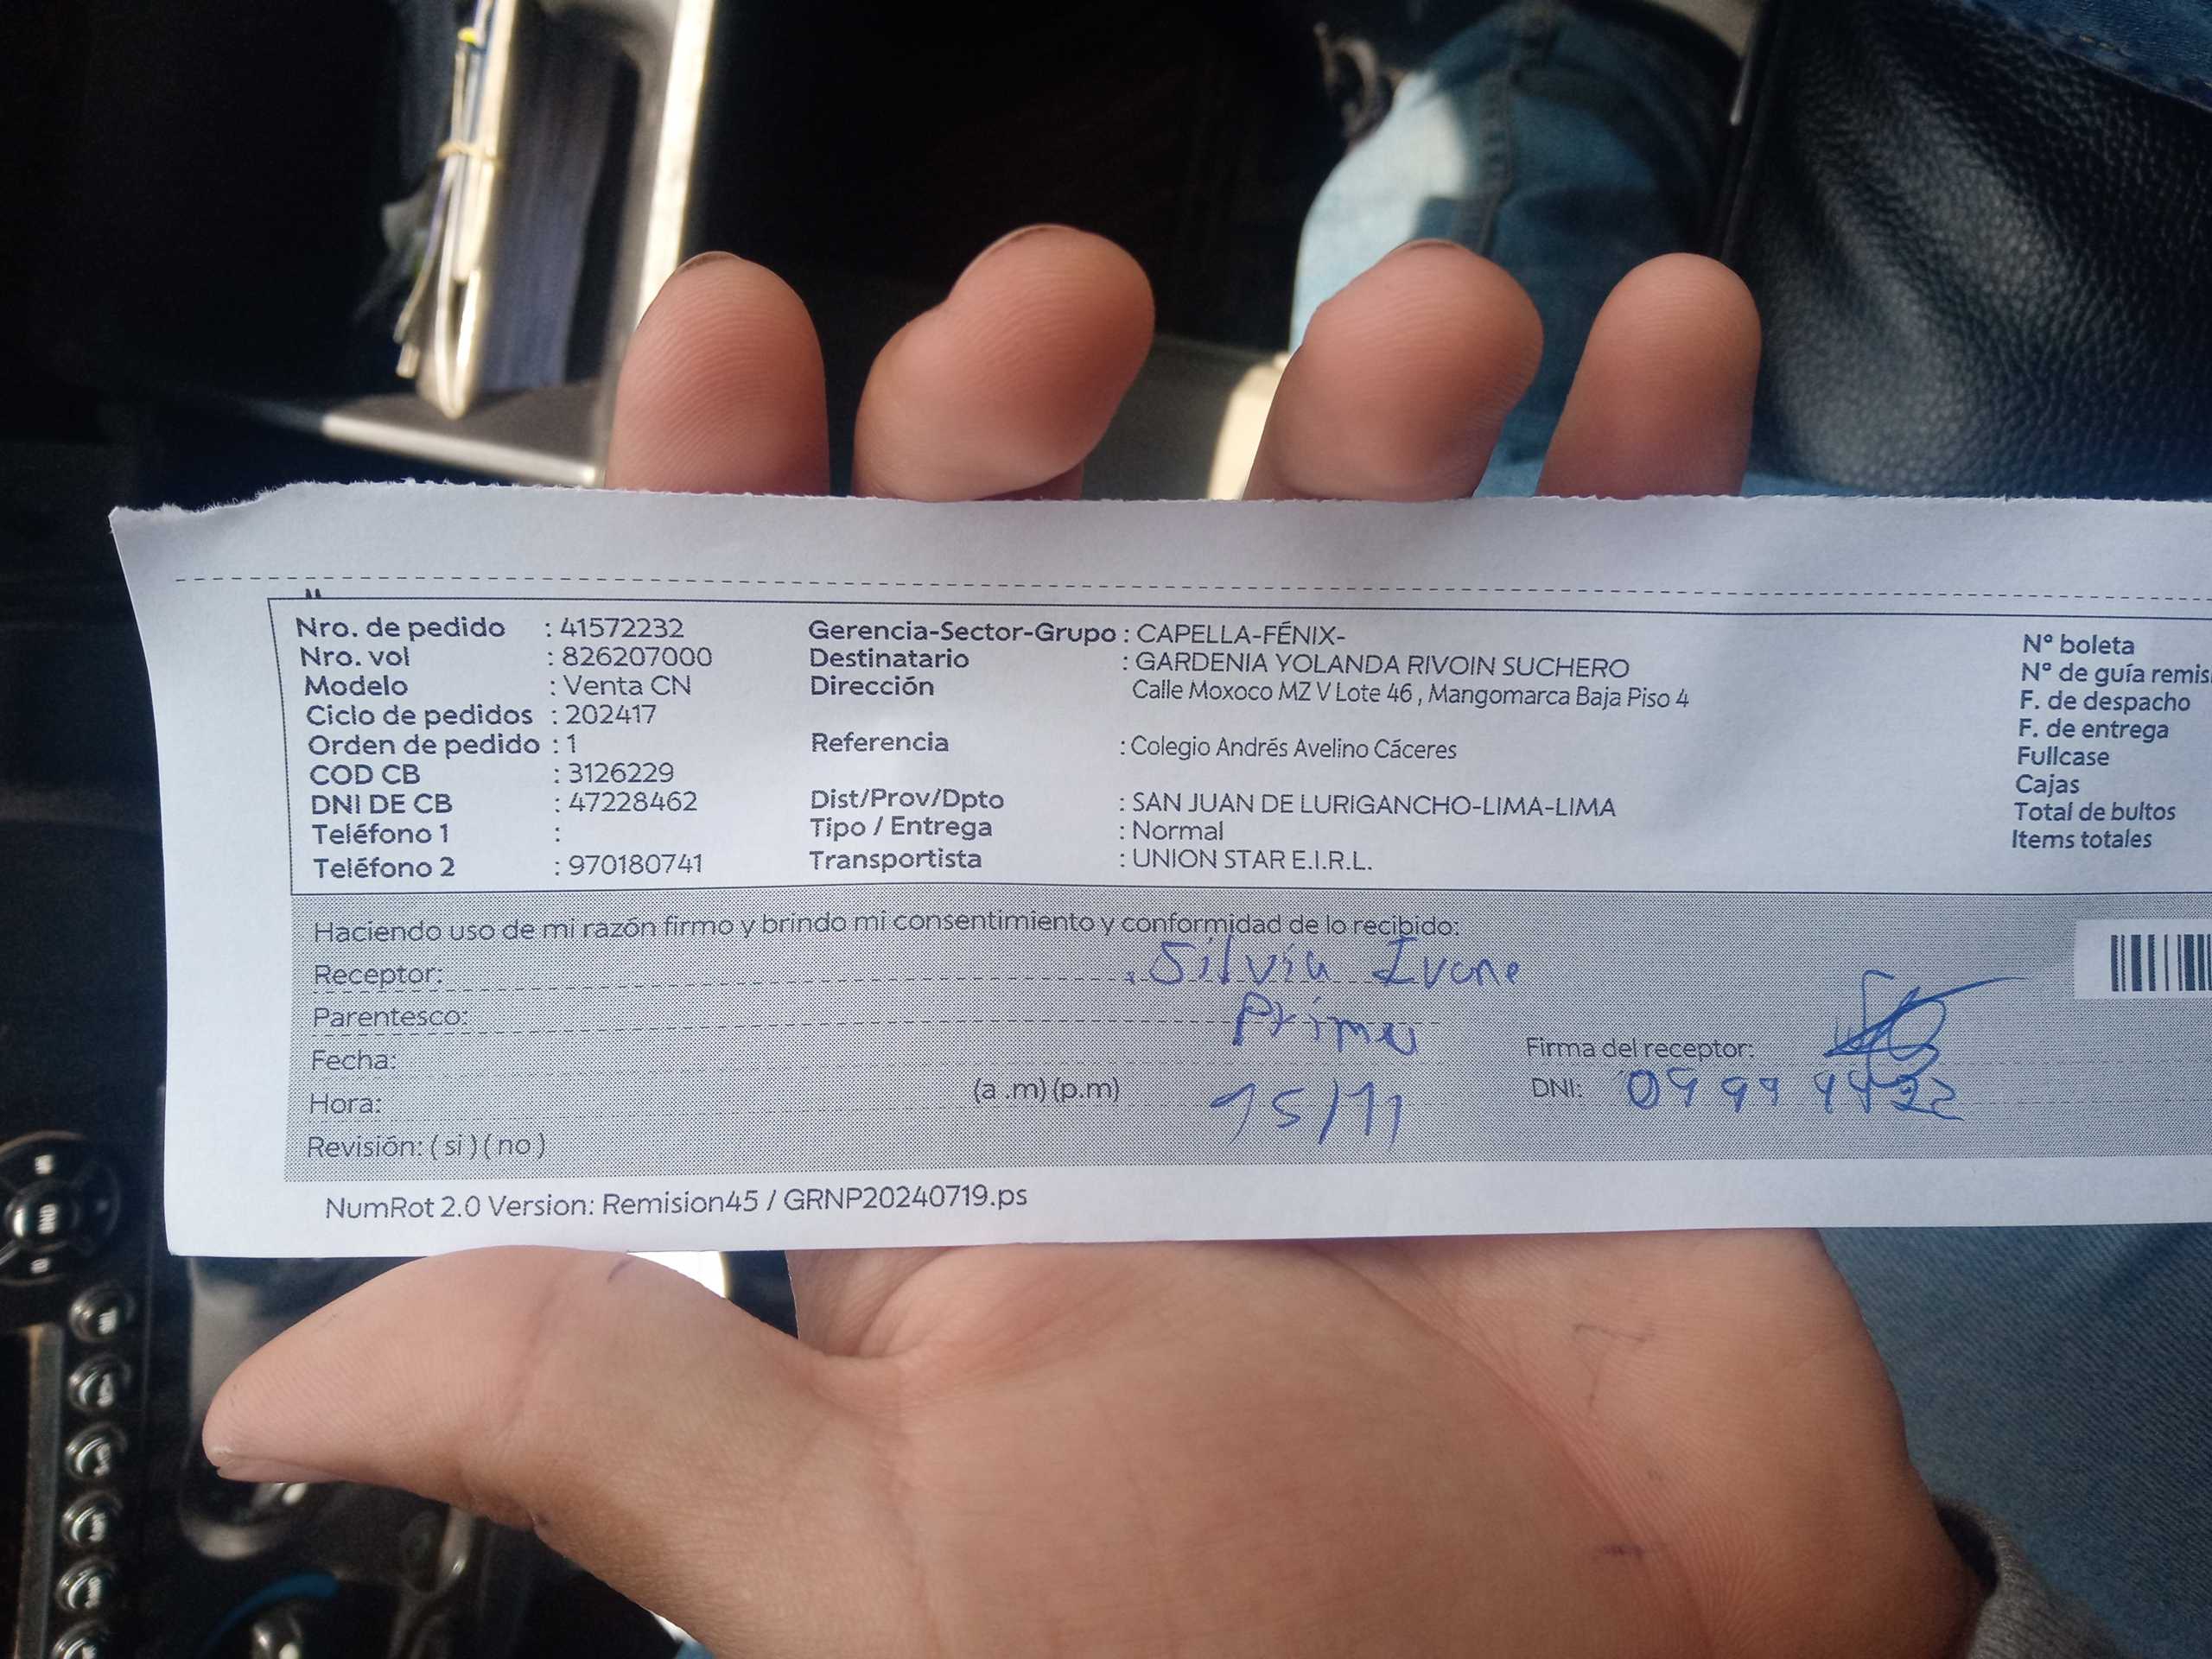 Nro. de pedido : 41572232
Nro. vol : 826207000
Modelo : Venta CN
Ciclo de pedidos : 202417
Orden de pedido : 1
COD CB : 3126229
DNI DE CB : 47228462
Teléfono 1 :
Teléfono 2 : 970180741
Gerencia-Sector-Grupo : CAPELLA-FÉNIX-
Destinatario : GARDENIA YOLANDA RIVOIN SUCHERO
Dirección Calle Moxoco MZ V Lote 46 , Mangomarca Baja Piso 4
Referencia : Colegio Andrés Avelino Cáceres
Dist/Prov/Dpto : SAN JUAN DE LURIGANCHO-LIMA-LIMA
Tipo / Entrega : Normal
Transportista : UNION STAR E.I.R.L.
N° boleta
N° de guía remis
F. de despacho
F. de entrega
Fullcase
Cajas
Total de bultos
Items totales
Haciendo uso de mi razón firmo y brindo mi consentimiento y conformidad de lo recibido:
Receptor: Silvia Ivone
Parentesco: Prima
Fecha:
Firma del receptor:
Hora: (a .m) (p.m) 15/11
DNI:
Revisión: ( si ) ( no )
NumRot 2.0 Version: Remision45 / GRNP20240719.ps